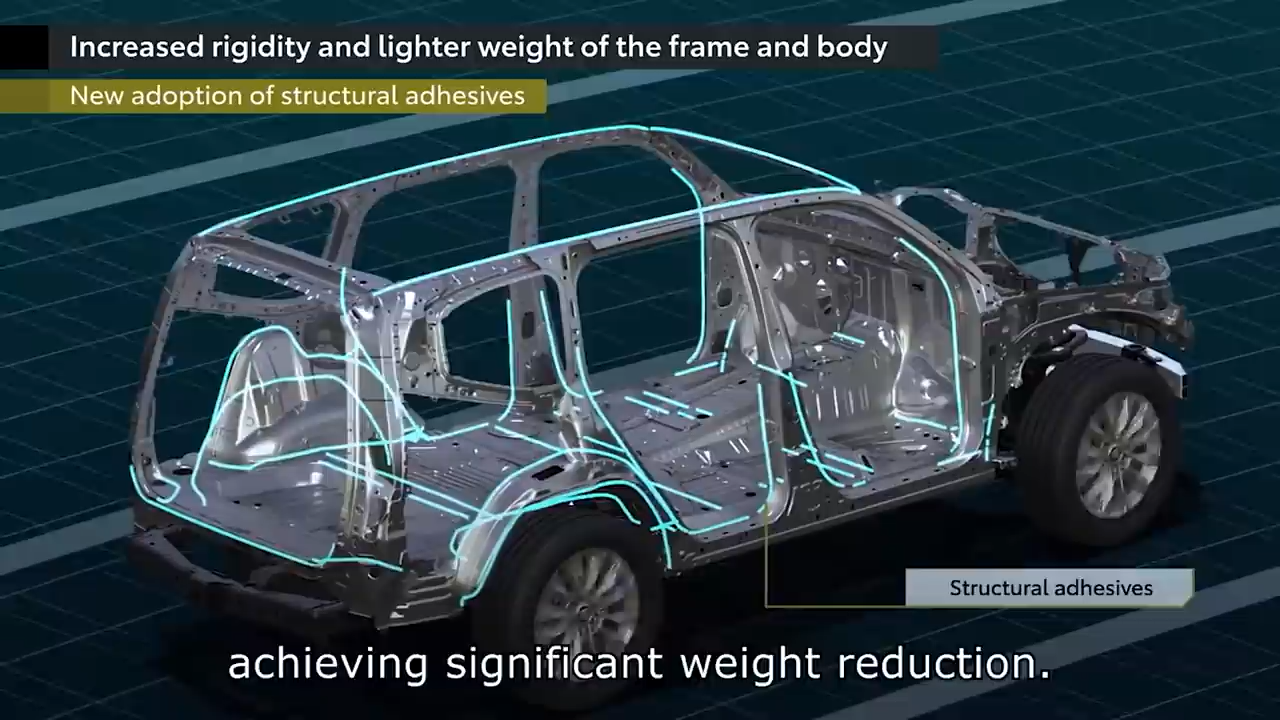 Increased rigidity and lighter weight of the frame and body
New adoption of structural adhesives
Structural adhesives
achieving significant weight reduction.